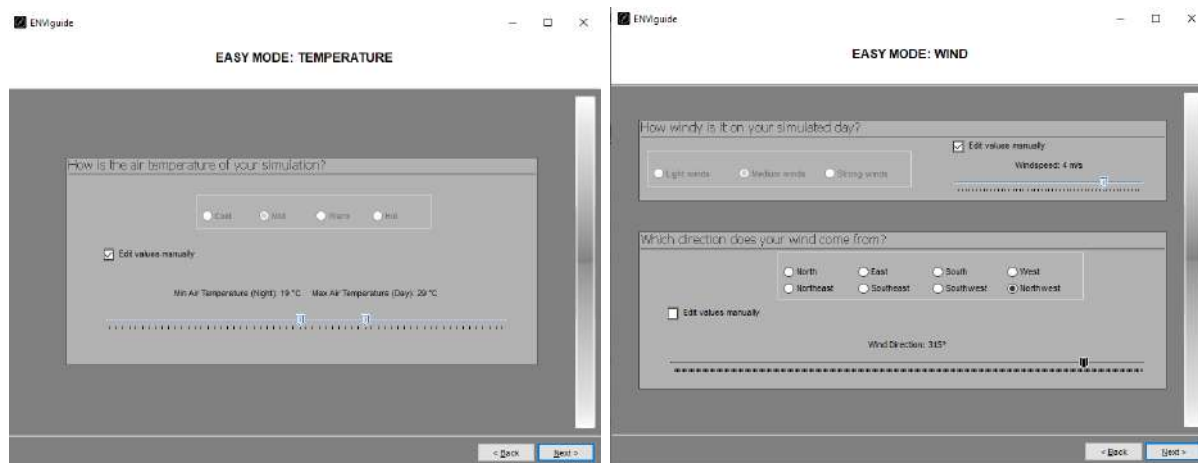 ENVIguide
EASY MODE: TEMPERATURE
How is the air temperature of your simulation?
Cold Mild Warm Hot
Edit values manually
Min Air Temperature (Night): 19 °C Max Air Temperature (Day): 29 °C
< Back Next >
ENVIguide
EASY MODE: WIND
How windy is it on your simulated day?
Edit values manually
Light winds Medium winds Strong winds
Windspeed: 4 m/s
Which direction does your wind come from?
North East South West
Northeast Southeast Southwest Northwest
Edit values manually
Wind Direction: 315°
< Back Next >